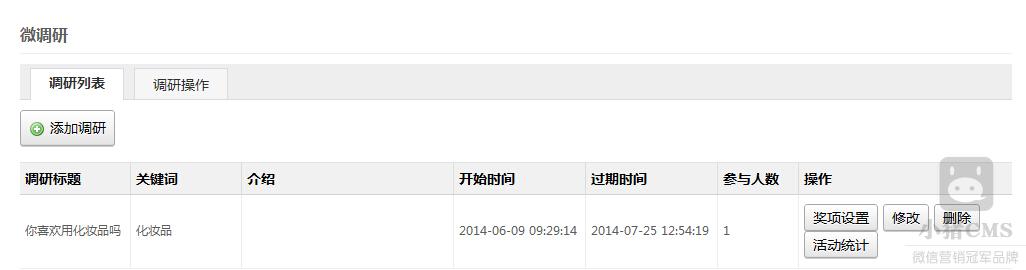 微调研
调研列表 调研操作
添加调研
调研标题 关键词 介绍 开始时间 过期时间 参与人数 操作
你喜欢用化妆品吗 化妆品 2014-06-09 09:29:14 2014-07-25 12:54:19 1 奖项设置 修改 删除
活动统计
小猪CMS
微信营销冠军品牌